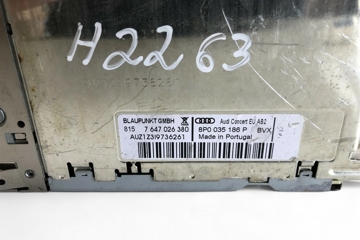 H2263
BLAUPUNKT GMBH
Audi Concert EU AB2
815 7 647 026 380
8P0 035 186 P BVX
AUZ1Z3I9736261
Made in Portugal